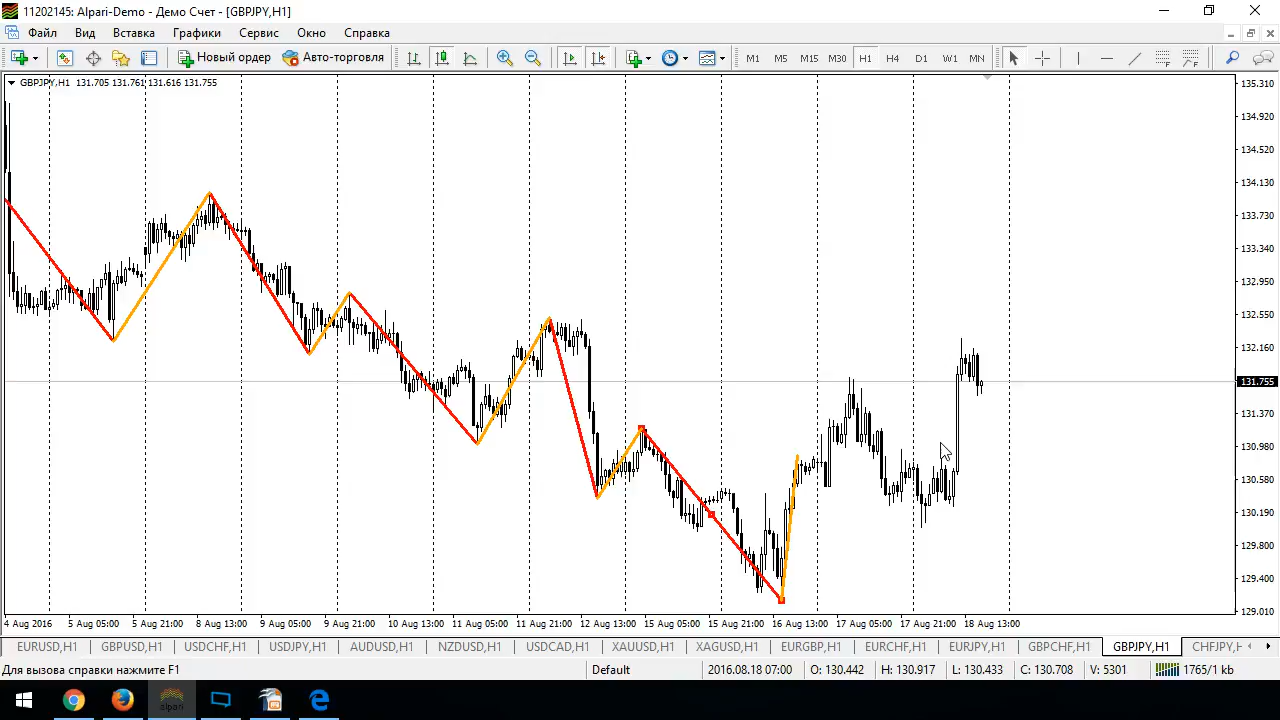 11202145: Alpari-Demo - Демо Счет - [GBPJPY,H1]
Файл Вид Вставка Графики Сервис Окно Справка
Новый ордер Авто-торговля M1 M5 M15 M30 H1 H4 D1 W1 MN
GBPJPY,H1 131.705 131.761 131.616 131.755
135.310
134.920
134.520
134.130
133.730
133.340
132.950
132.550
132.160
131.755
131.370
130.980
130.580
130.190
129.800
129.400
129.010
4 Aug 2016 5 Aug 05:00 5 Aug 21:00 8 Aug 13:00 9 Aug 05:00 9 Aug 21:00 10 Aug 13:00 11 Aug 05:00 11 Aug 21:00 12 Aug 13:00 15 Aug 05:00 15 Aug 21:00 16 Aug 13:00 17 Aug 05:00 17 Aug 21:00 18 Aug 13:00
EURUSD,H1 GBPUSD,H1 USDCHF,H1 USDJPY,H1 AUDUSD,H1 NZDUSD,H1 USDCAD,H1 XAUUSD,H1 XAGUSD,H1 EURGBP,H1 EURCHF,H1 EURJPY,H1 GBPCHF,H1 GBPJPY,H1 CHFJPY,H
Для вызова справки нажмите F1 Default 2016.08.18 07:00 O: 130.442 H: 130.917 L: 130.433 C: 130.708 V: 5301 1765/1 kb
alpari